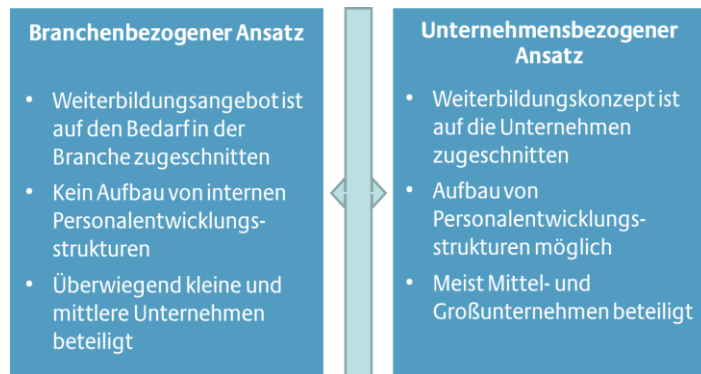 Branchenbezogener Ansatz
• Weiterbildungsangebot ist
auf den Bedarf in der
Branche zugeschnitten
• Kein Aufbau von internen
Personalentwicklungs-
strukturen
• Überwiegend kleine und
mittlere Unternehmen
beteiligt
Unternehmensbezogener
Ansatz
• Weiterbildungskonzept ist
auf die Unternehmen
zugeschnitten
• Aufbau von
Personalentwicklungs-
strukturen möglich
• Meist Mittel- und
Großunternehmen beteiligt